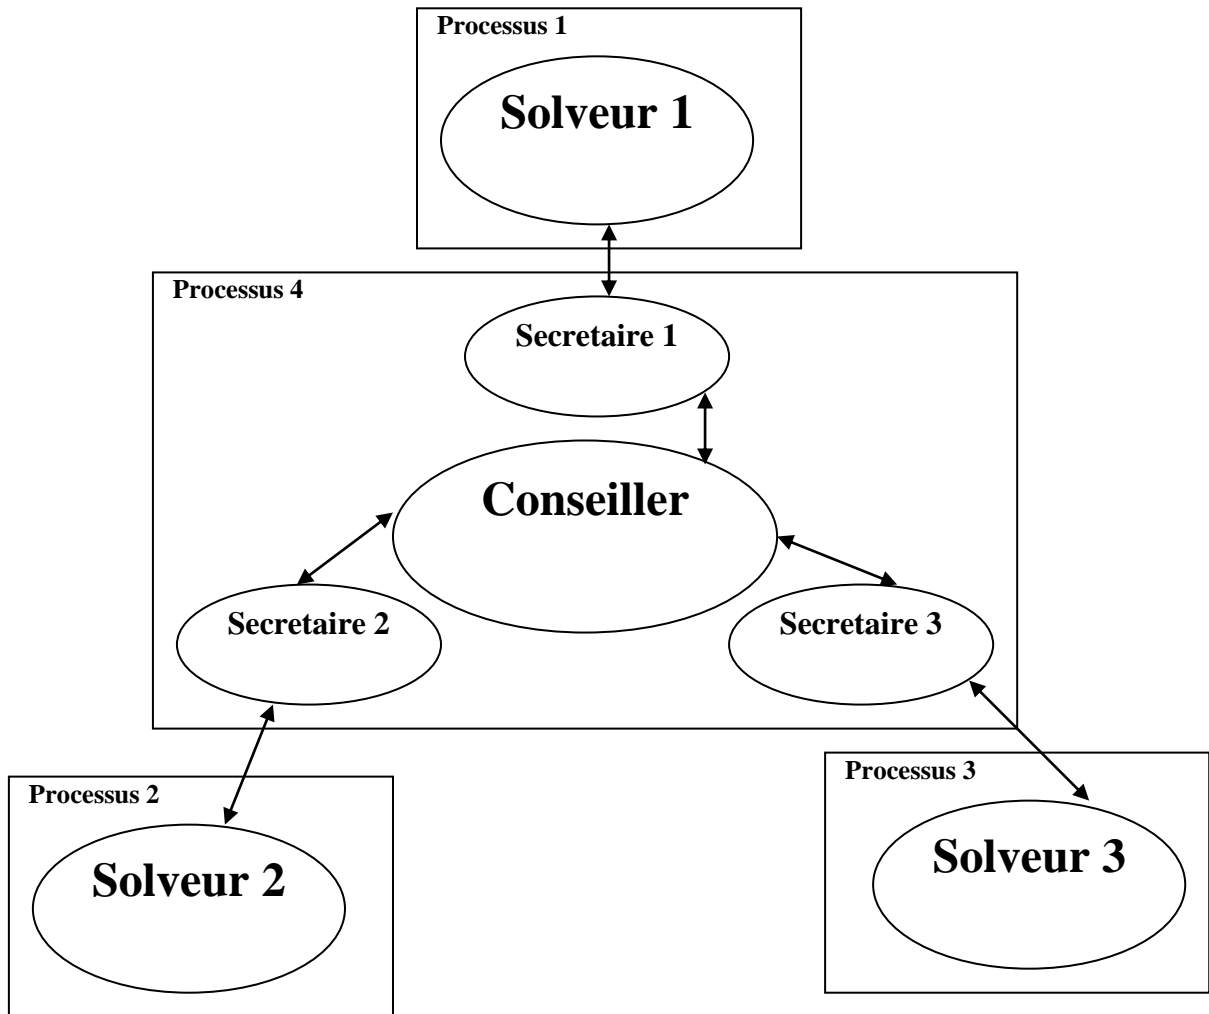 Processus 1
Solveur 1
Processus 4
Secretaire 1
Conseiller
Secretaire 2
Secretaire 3
Processus 2
Solveur 2
Processus 3
Solveur 3